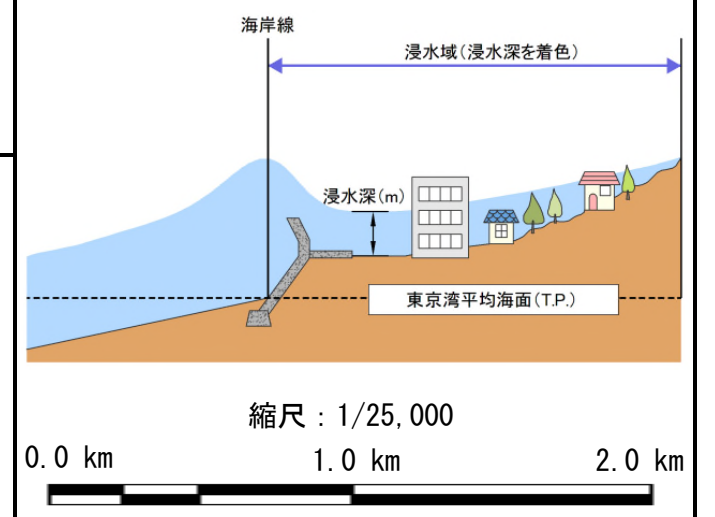 海岸線
浸水域(浸水深を着色)
浸水深(m)
東京湾平均海面(T.P.)
縮尺：1/25,000
0.0 km 1.0 km 2.0 km